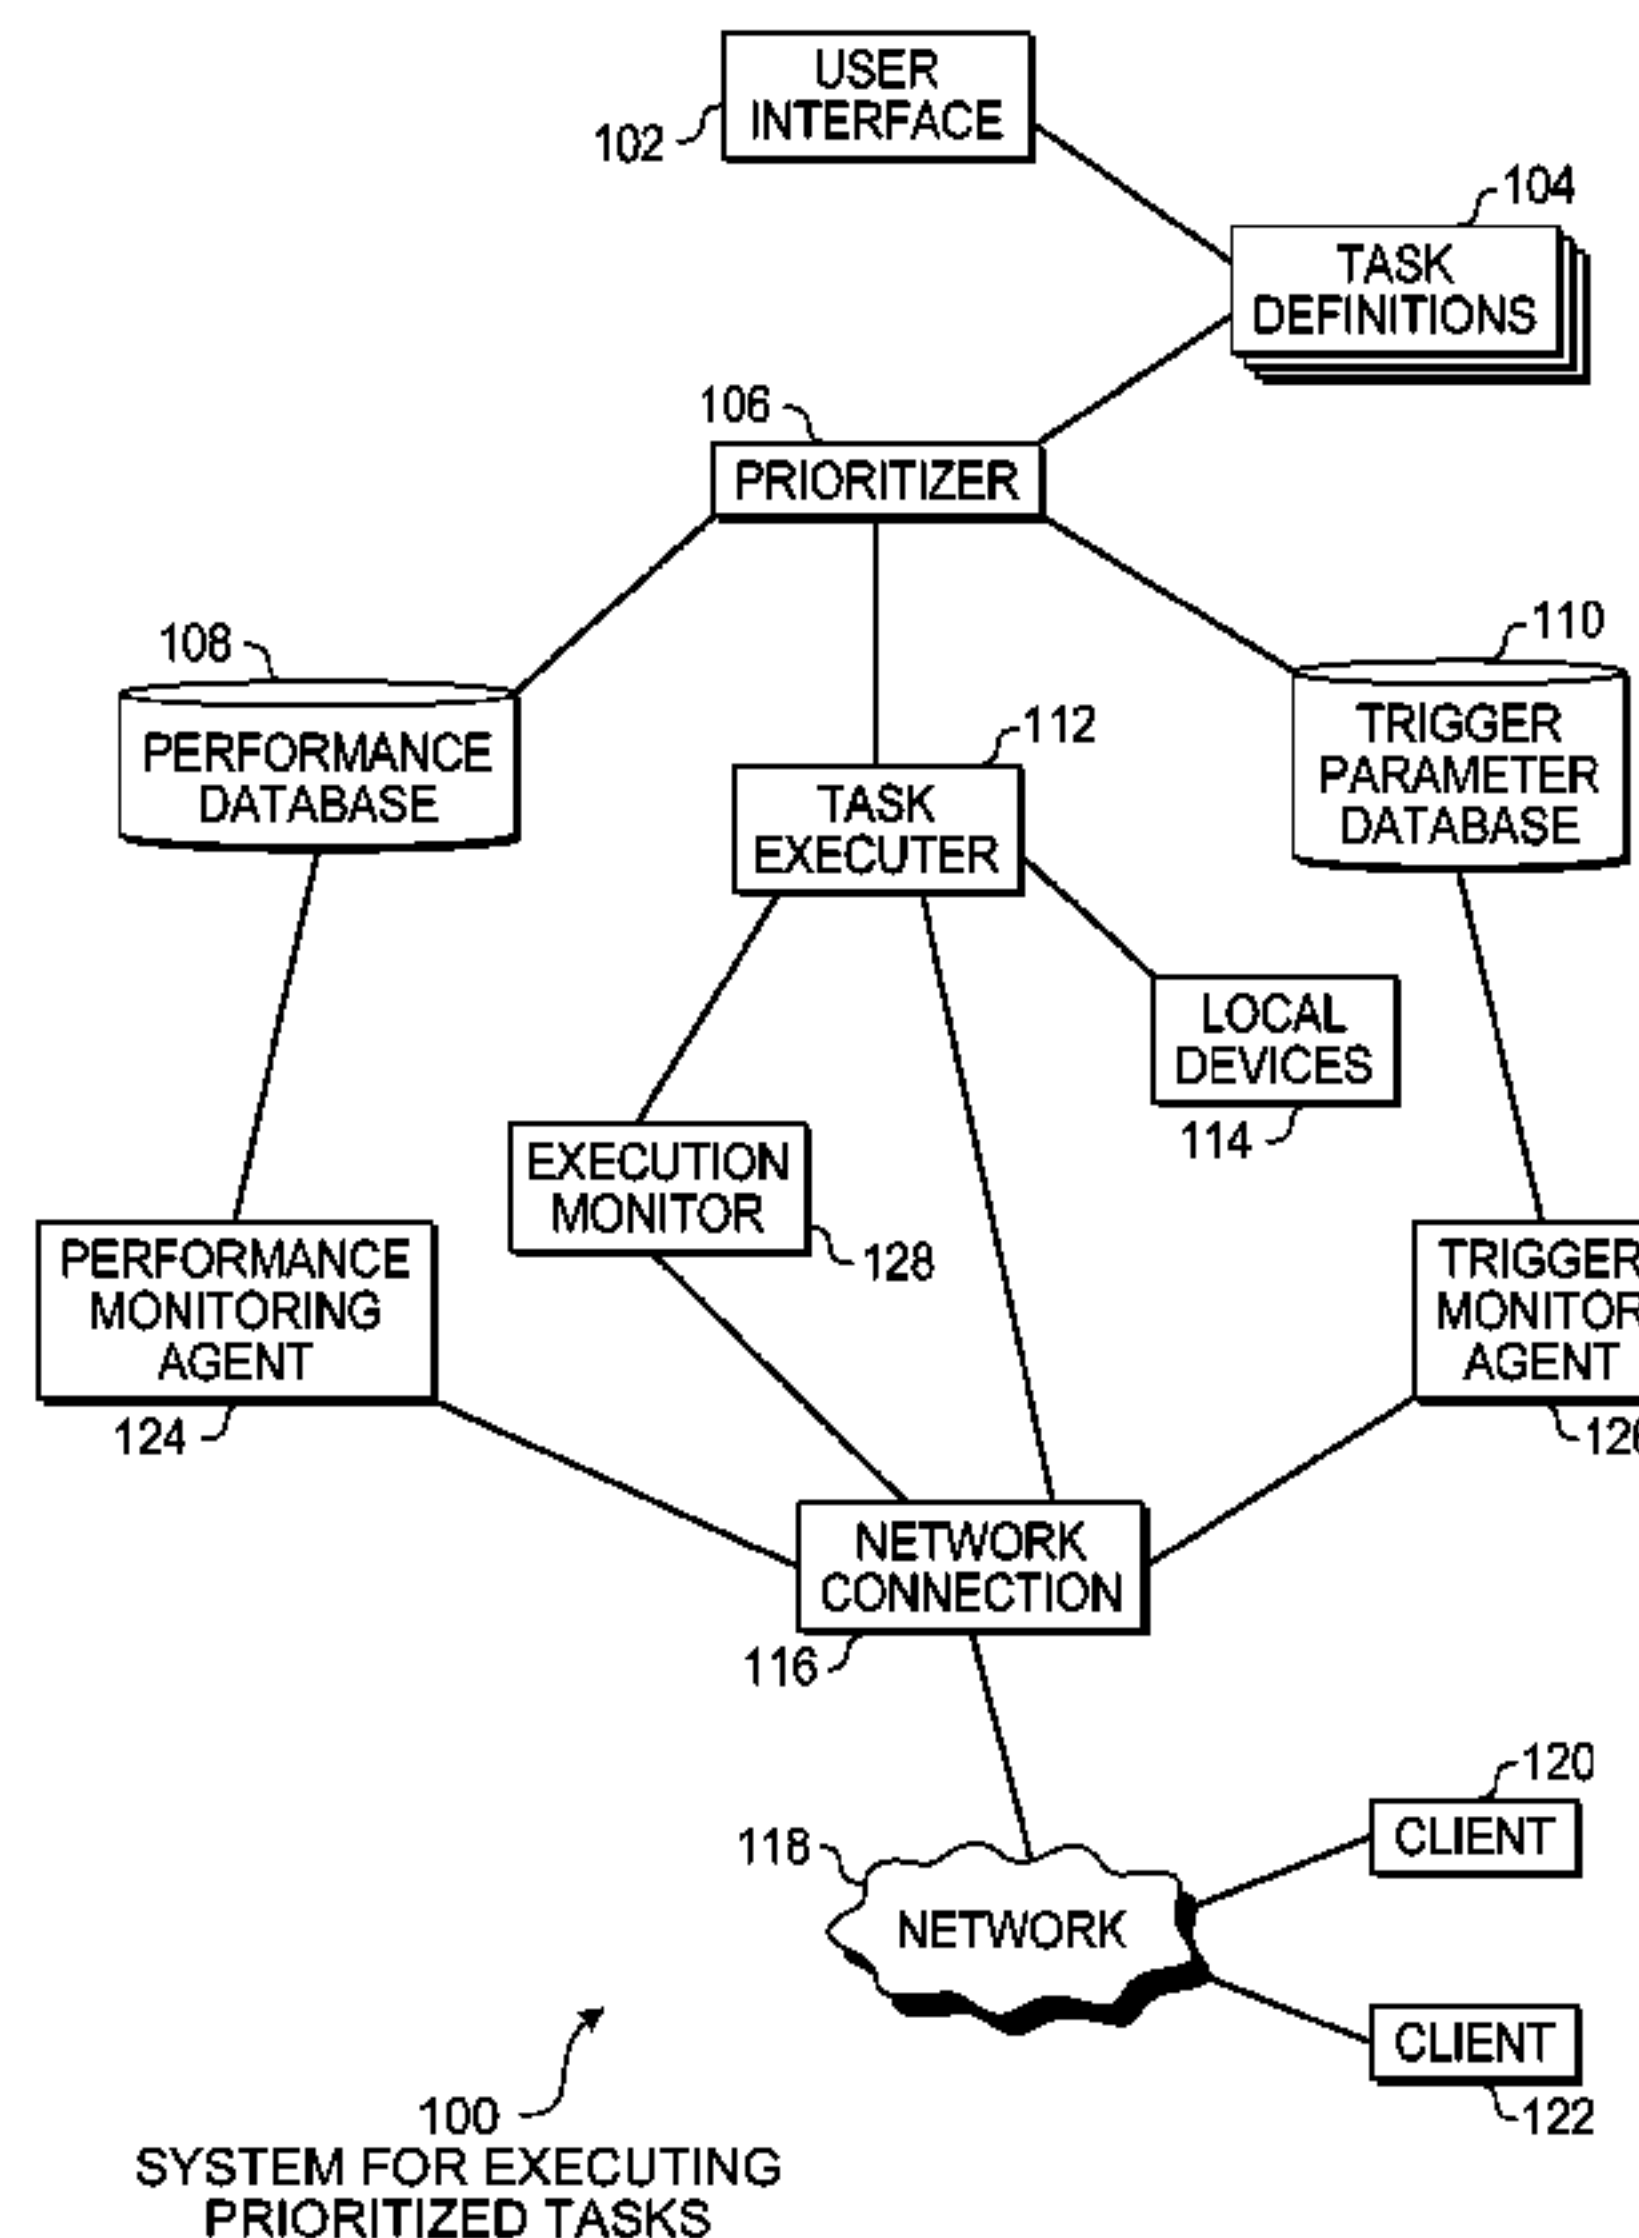 USER
INTERFACE
102
104
TASK
DEFINITIONS
106
PRIORITIZER
108
PERFORMANCE
DATABASE
110
TRIGGER
PARAMETER
DATABASE
112
TASK
EXECUTER
LOCAL
DEVICES
114
EXECUTION
MONITOR
128
PERFORMANCE
MONITORING
AGENT
124
TRIGGER
MONITOR
AGENT
NETWORK
CONNECTION
116
120
CLIENT
118
NETWORK
CLIENT
122
100
SYSTEM FOR EXECUTING
PRIORITIZED TASKS